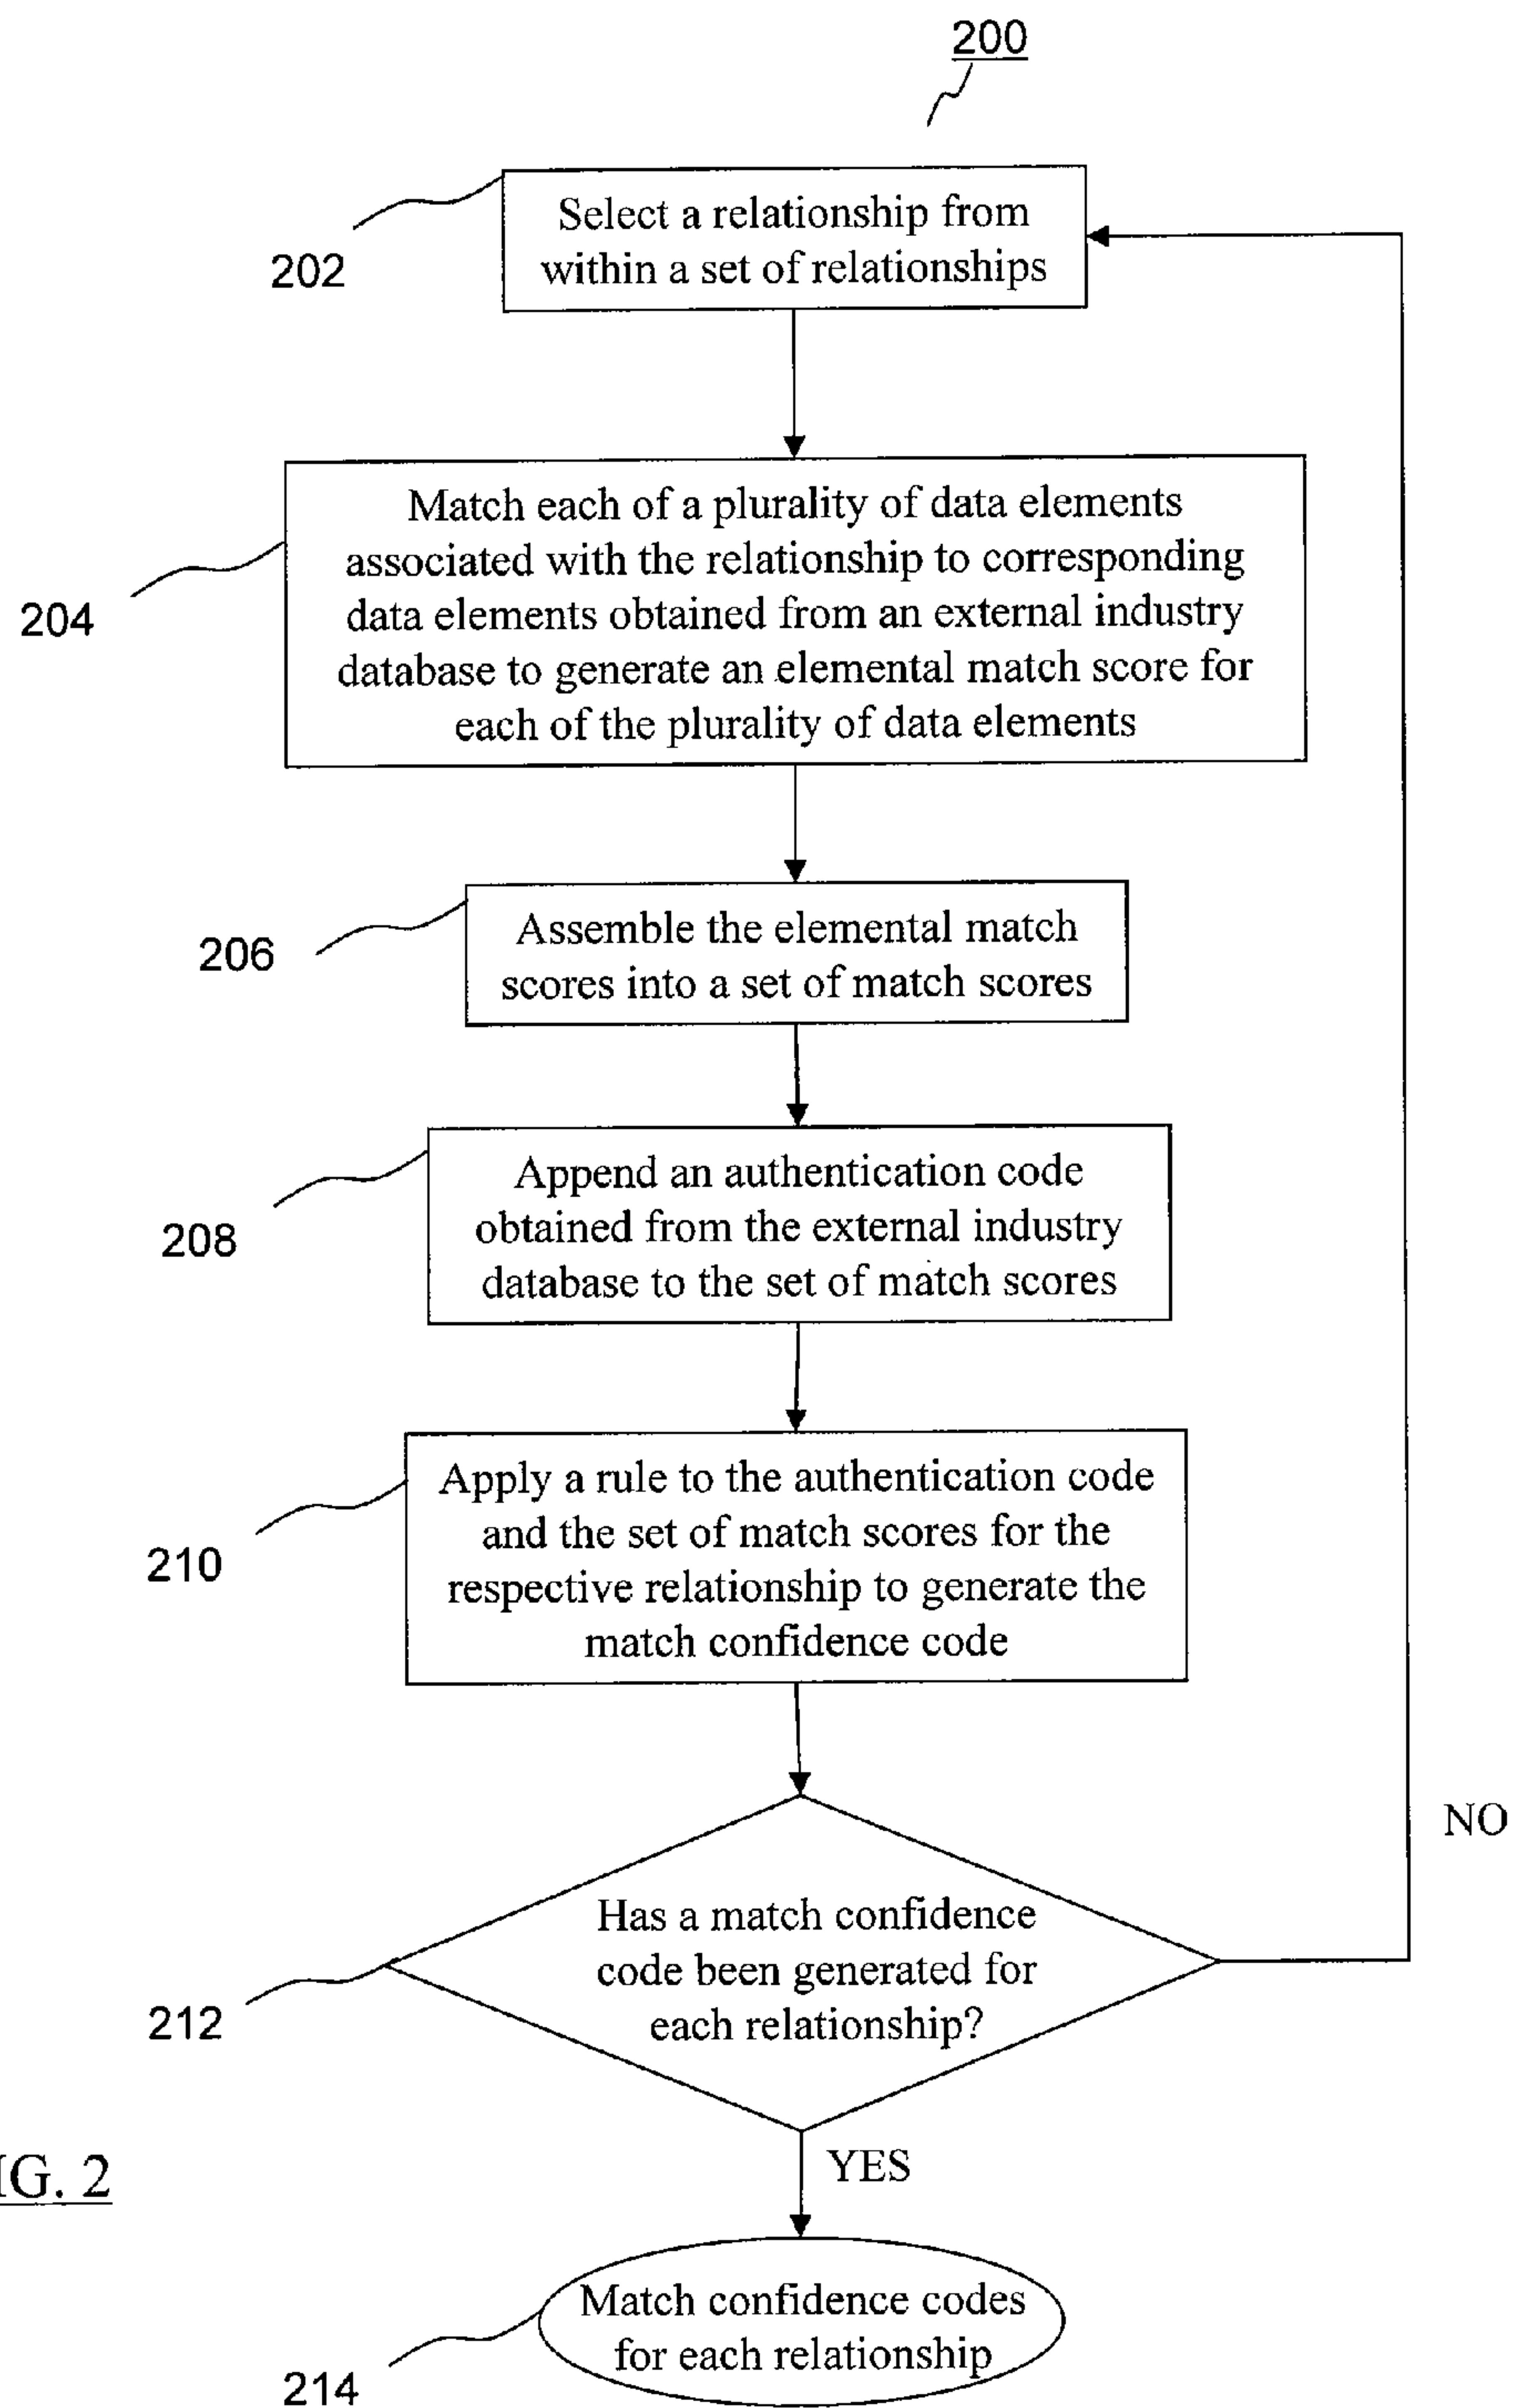 200
Select a relationship from
within a set of relationships
202
Match each of a plurality of data elements
associated with the relationship to corresponding
data elements obtained from an external industry
database to generate an elemental match score for
each of the plurality of data elements
204
Assemble the elemental match
scores into a set of match scores
206
Append an authentication code
obtained from the external industry
database to the set of match scores
208
Apply a rule to the authentication code
and the set of match scores for the
respective relationship to generate the
match confidence code
210
NO
Has a match confidence
code been generated for
each relationship?
212
YES
IG. 2
Match confidence codes
for each relationship
214